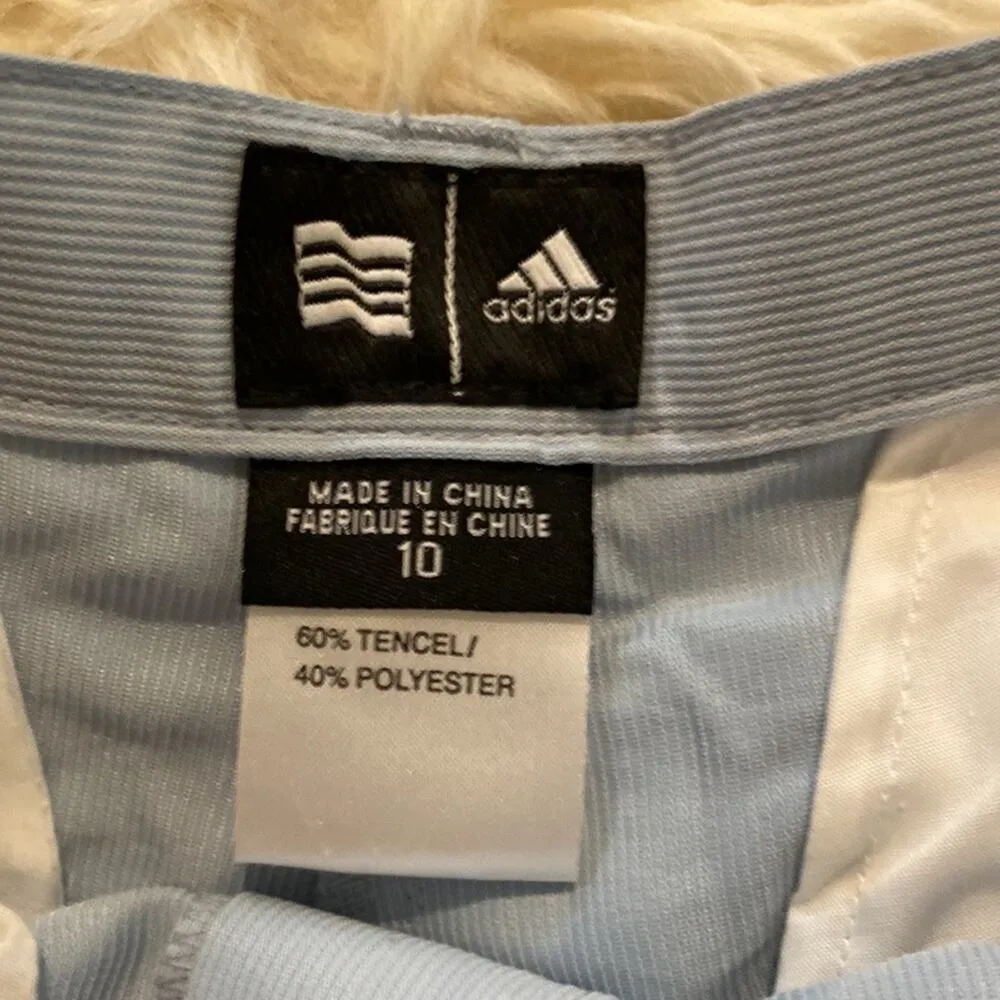 adidas
MADE IN CHINA
FABRIQUE EN CHINE
10
60% TENCEL/
40% POLYESTER